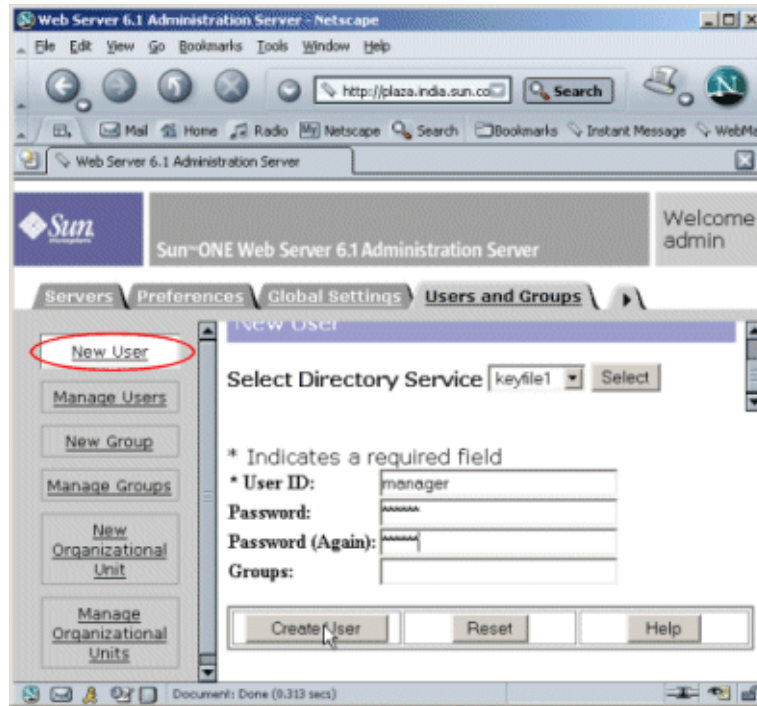 Web Server 6.1 Administration Server - Netscape
File Edit View Go Bookmarks Tools Window Help
http://plaza.india.sun.co Search
Mail Home Radio My Netscape Search Bookmarks Instant Message WebMa
Web Server 6.1 Administration Server
Sun
Sun ONE Web Server 6.1 Administration Server
Welcome
admin
Servers Preferences Global Settings Users and Groups
New User
Manage Users
New Group
Manage Groups
New
Organizational
Unit
Manage
Organizational
Units
New User
Select Directory Service keyfile1 Select
* Indicates a required field
* User ID: manager
Password: ******
Password (Again): ******
Groups:
Create User Reset Help
Document: Done (0.313 secs)